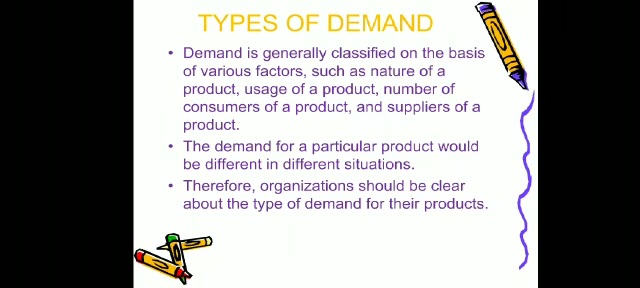 TYPES OF DEMAND
• Demand is generally classified on the basis
of various factors, such as nature of a
product, usage of a product, number of
consumers of a product, and suppliers of a
product.
• The demand for a particular product would
be different in different situations.
• Therefore, organizations should be clear
about the type of demand for their products.